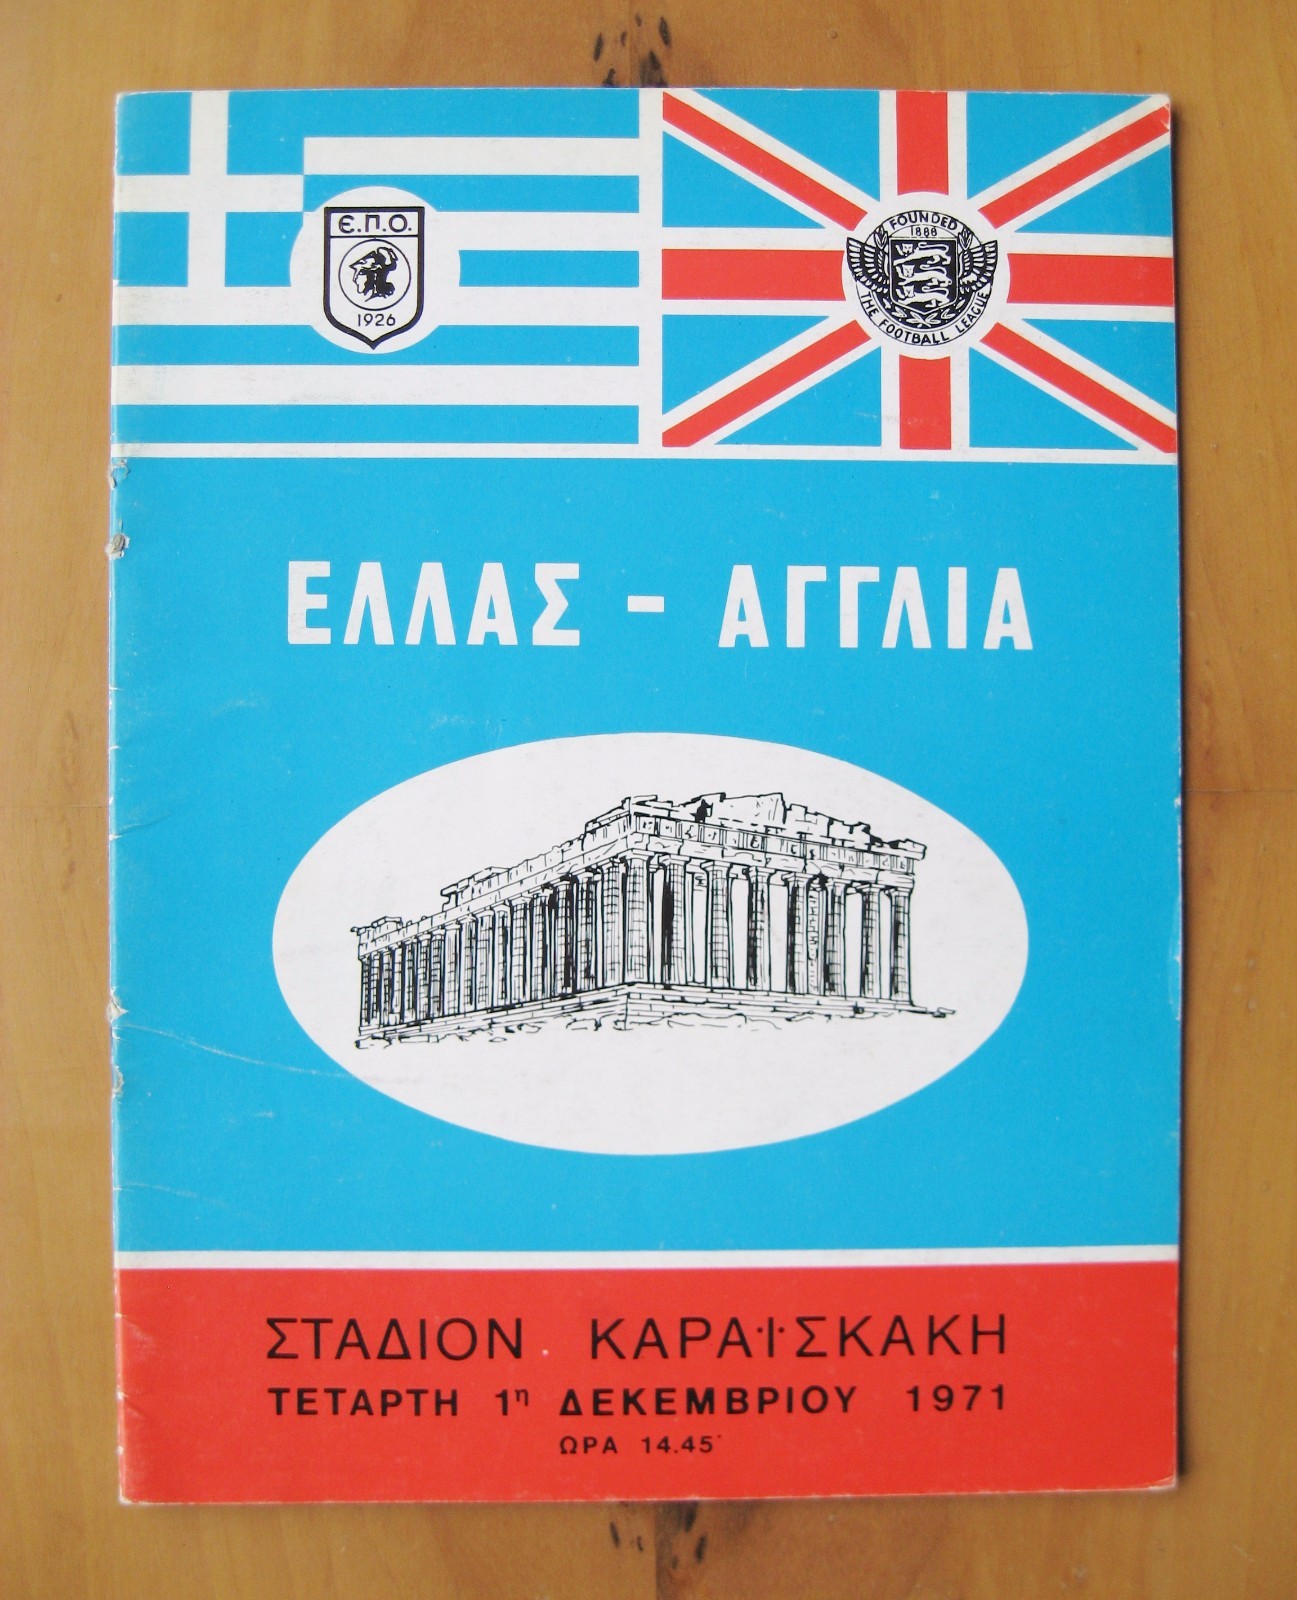 Є.Π.Ο.
1926
FOUNDED
1888
THE FOOTBALL LEAGUE
ΕΛΛΑΣ - ΑΓΓΛΙΑ
ΣΤΑΔΙΟΝ ΚΑΡΑΪΣΚΑΚΗ
ΤΕΤΑΡΤΗ 1η ΔΕΚΕΜΒΡΙΟΥ 1971
ΩΡΑ 14.45'